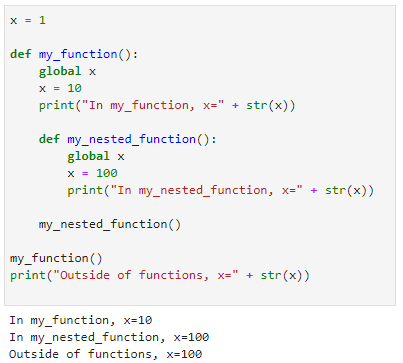 x = 1

def my_function():
    global x
    x = 10
    print("In my_function, x=" + str(x))

    def my_nested_function():
        global x
        x = 100
        print("In my_nested_function, x=" + str(x))

    my_nested_function()

my_function()
print("Outside of functions, x=" + str(x))

In my_function, x=10
In my_nested_function, x=100
Outside of functions, x=100